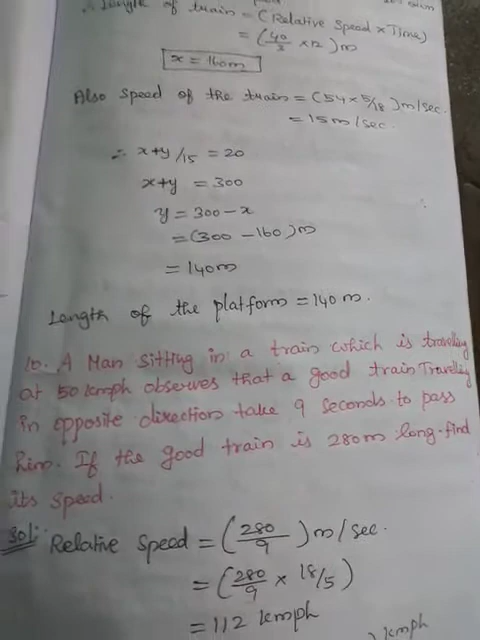 ∴ Length of train = (Relative Speed × Time)
= (40/3 × 12) m
x = 160m
Also Speed of the train = (54 × 5/18) m/sec.
= 15 m/sec.
∴ x+y/15 = 20
x+y = 300
y = 300 - x
= (300 - 160) m
= 140m
Length of the platform = 140 m.
10. A Man sitting in a train which is travelling
at 50 kmph observes that a good train Travelling
in opposite direction take 9 seconds to pass
him. If the good train is 280m long. find
its speed.
Sol: Relative Speed = (280/9) m/sec.
= (280/9 × 18/5)
= 112 kmph
kmph